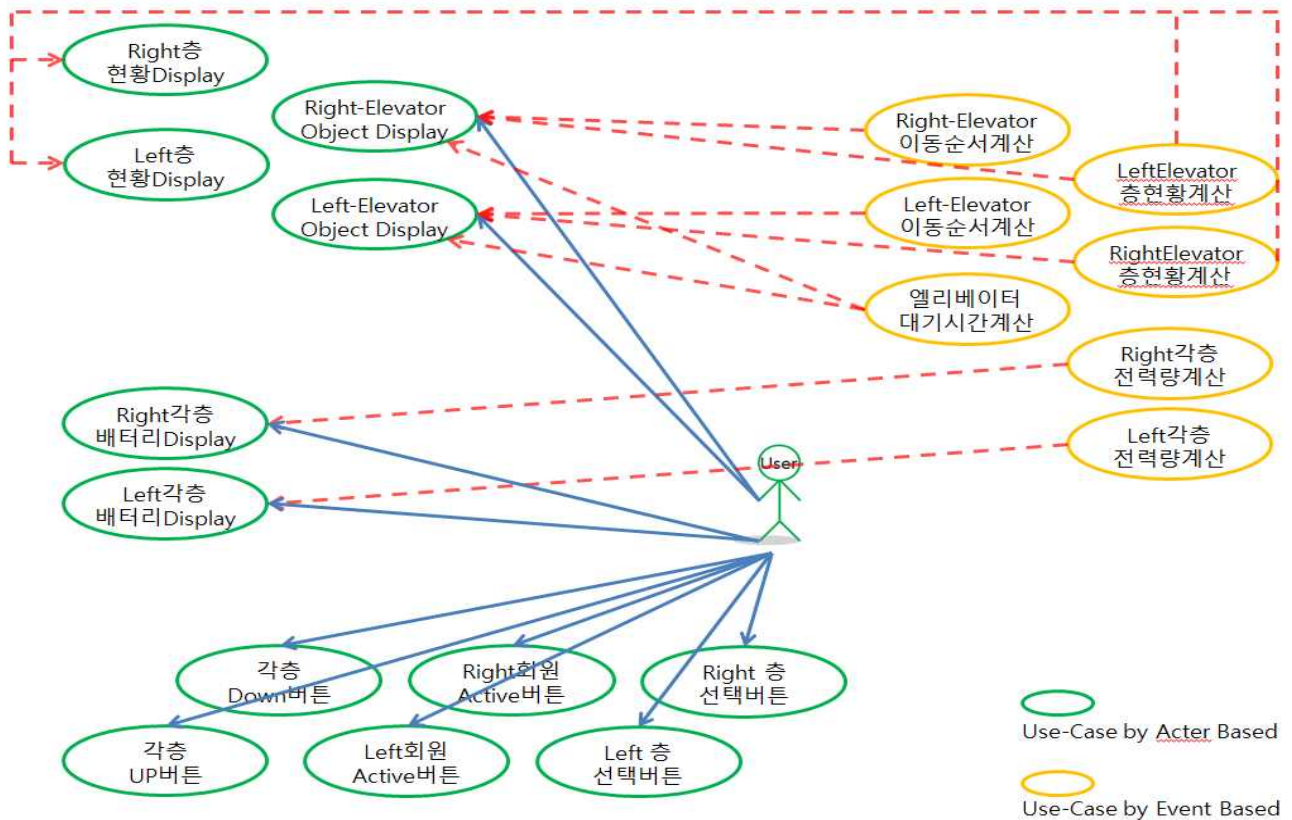 Right층
현황Display
Right-Elevator
Object Display
Right-Elevator
이동순서계산
Left층
현황Display
LeftElevator
층현황계산
Left-Elevator
Object Display
Left-Elevator
이동순서계산
RightElevator
층현황계산
엘리베이터
대기시간계산
Right각층
전력량계산
Right각층
배터리Display
Left각층
전력량계산
User
Left각층
배터리Display
각층
Down버튼
Right회원
Active버튼
Right 층
선택버튼
각층
UP버튼
Left회원
Active버튼
Left 층
선택버튼
Use-Case by Acter Based
Use-Case by Event Based